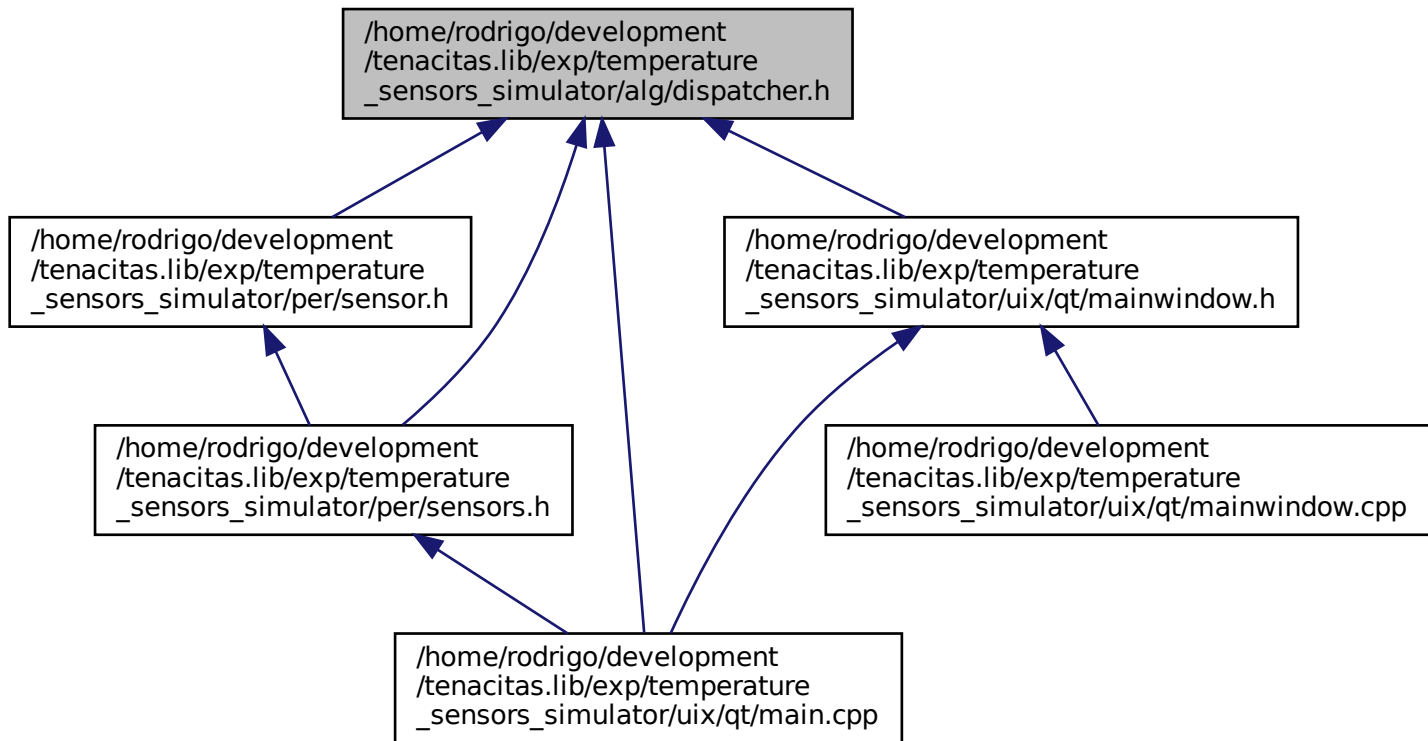 /home/rodrigo/development
/tenacitas.lib/exp/temperature
_sensors_simulator/alg/dispatcher.h
/home/rodrigo/development
/tenacitas.lib/exp/temperature
_sensors_simulator/per/sensor.h
/home/rodrigo/development
/tenacitas.lib/exp/temperature
_sensors_simulator/uix/qt/mainwindow.h
/home/rodrigo/development
/tenacitas.lib/exp/temperature
_sensors_simulator/per/sensors.h
/home/rodrigo/development
/tenacitas.lib/exp/temperature
_sensors_simulator/uix/qt/mainwindow.cpp
/home/rodrigo/development
/tenacitas.lib/exp/temperature
_sensors_simulator/uix/qt/main.cpp